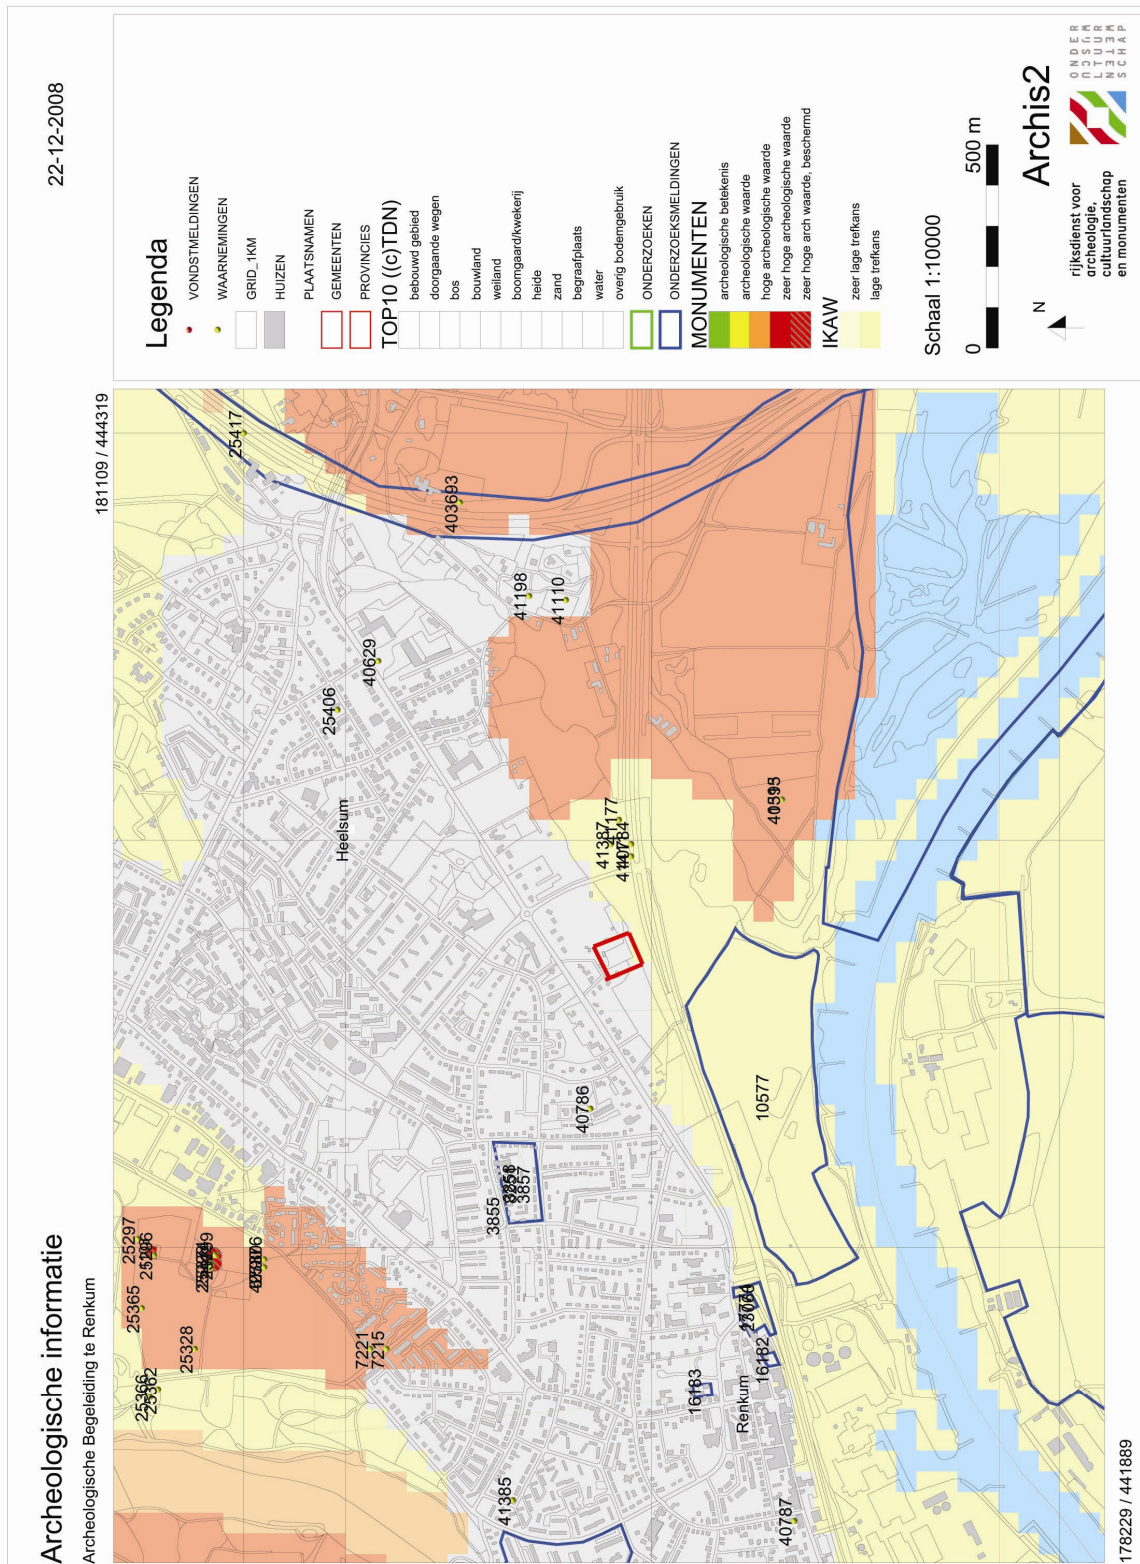 Archeologische informatie
Archeologische Begeleiding te Renkum
22-12-2008
181109 / 444319
178229 / 441889
25417
403693
41198
41110
40629
25406
Heelsum
41387
41177
40784
10577
40786
3855
3857
25297
25365
25328
25366
25362
7221
7215
16182
16183
Renkum
41385
40787
Legenda
VONDSTMELDINGEN
WAARNEMINGEN
GRID_1KM
HUIZEN
PLAATSNAMEN
GEMEENTEN
PROVINCIES
TOP10 ((c)TDN)
bebouwd gebied
doorgaande wegen
bos
bouwland
weiland
boomgaard/kwekerij
heide
zand
begraafplaats
water
overig bodemgebruik
ONDERZOEKEN
ONDERZOEKSMELDINGEN
MONUMENTEN
archeologische betekenis
archeologische waarde
hoge archeologische waarde
zeer hoge archeologische waarde
zeer hoge arch waarde, beschermd
IKAW
zeer lage trefkans
lage trefkans
Schaal 1:10000
0
500 m
N
Archis2
rijksdienst voor
archeologie,
cultuurlandschap
en monumenten